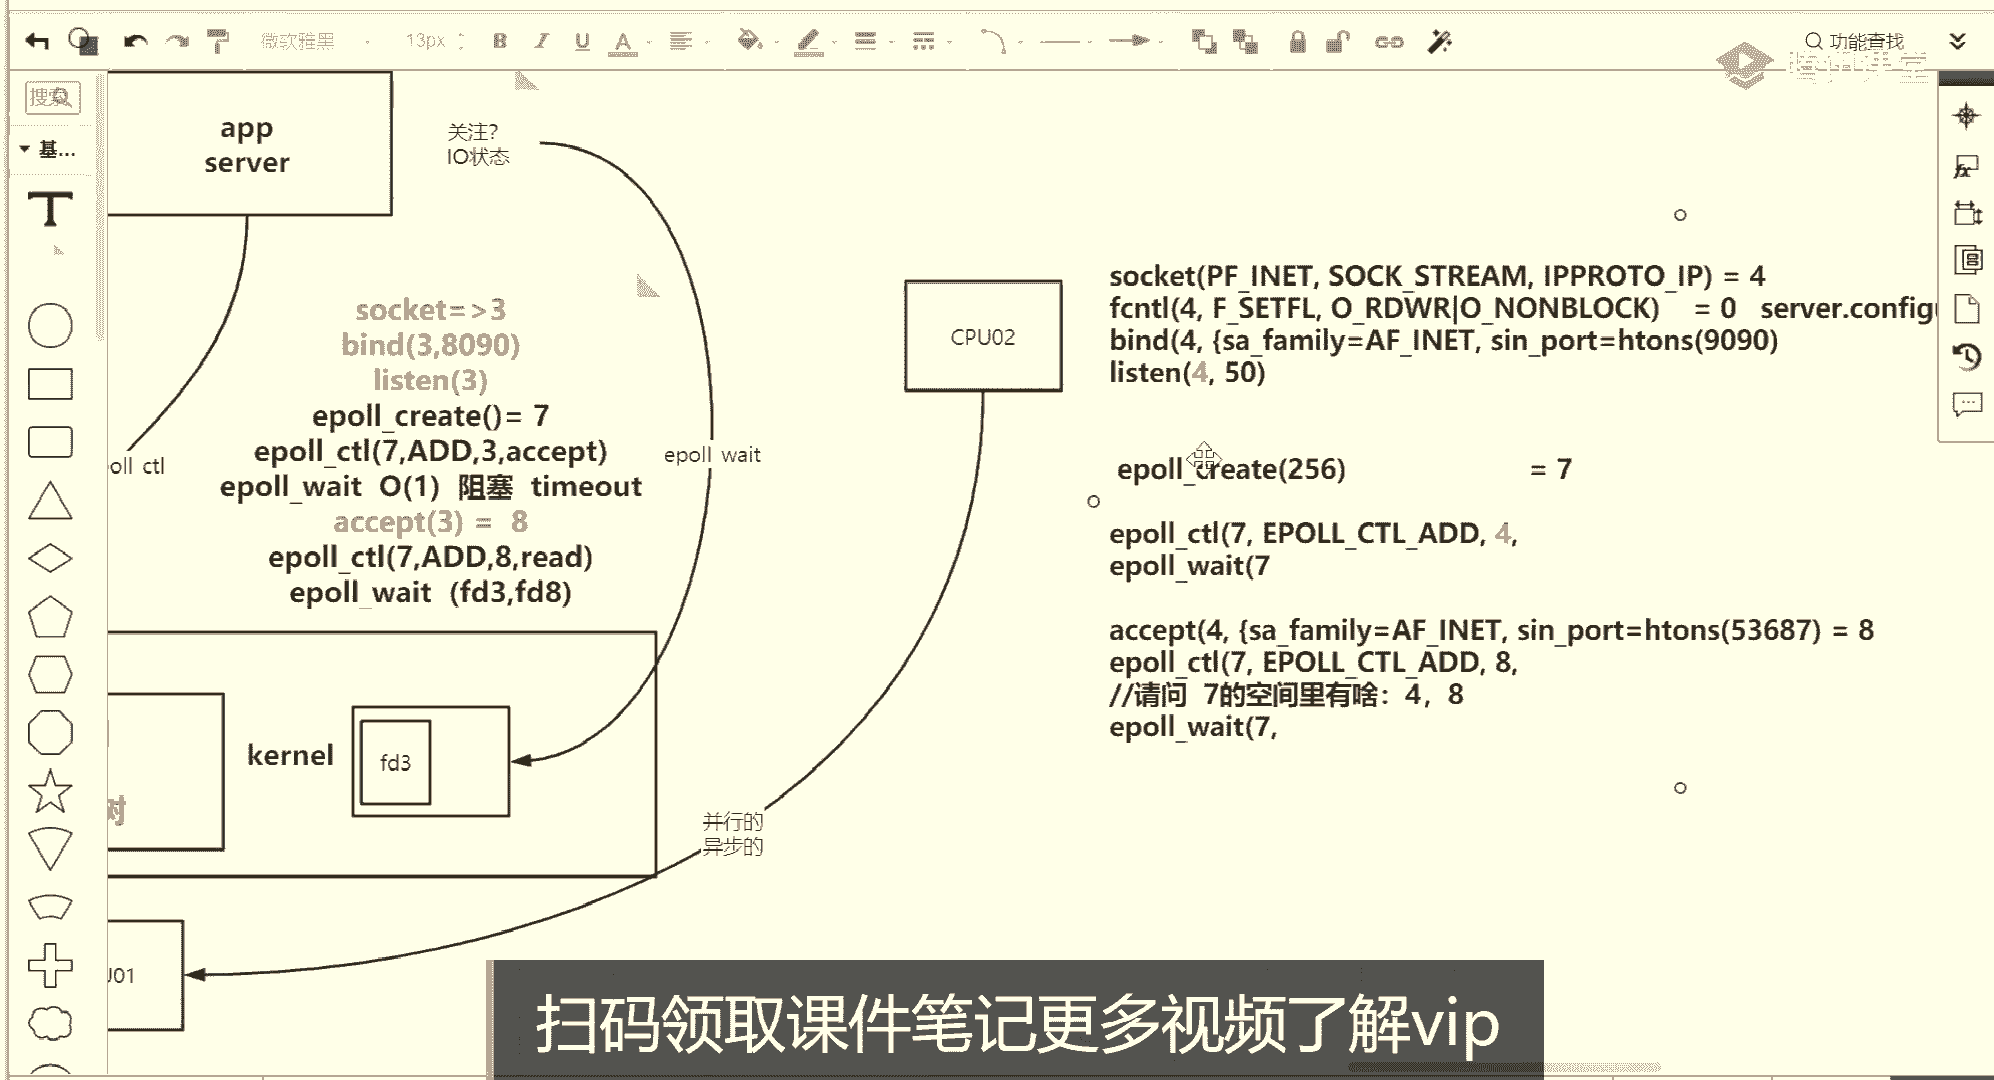 微软雅黑
13px
B I U A
功能查找
搜索
基...
T
app
server
关注?
IO状态
socket=>3
bind(3,8090)
listen(3)
epoll_create()= 7
epoll_ctl(7,ADD,3,accept)
epoll_wait O(1) 阻塞 timeout
accept(3) = 8
epoll_ctl(7,ADD,8,read)
epoll_wait (fd3,fd8)
oll ctl
epoll wait
CPU02
socket(PF_INET, SOCK_STREAM, IPPROTO_IP) = 4
fcntl(4, F_SETFL, O_RDWR|O_NONBLOCK) = 0 server.config
bind(4, {sa_family=AF_INET, sin_port=htons(9090)
listen(4, 50)
epoll_create(256) = 7
epoll_ctl(7, EPOLL_CTL_ADD, 4,
epoll_wait(7
accept(4, {sa_family=AF_INET, sin_port=htons(53687) = 8
epoll_ctl(7, EPOLL_CTL_ADD, 8,
//请问 7的空间里有啥：4，8
epoll_wait(7,
kernel
fd3
树
并行的
异步的
U01
扫码领取课件笔记更多视频了解vip